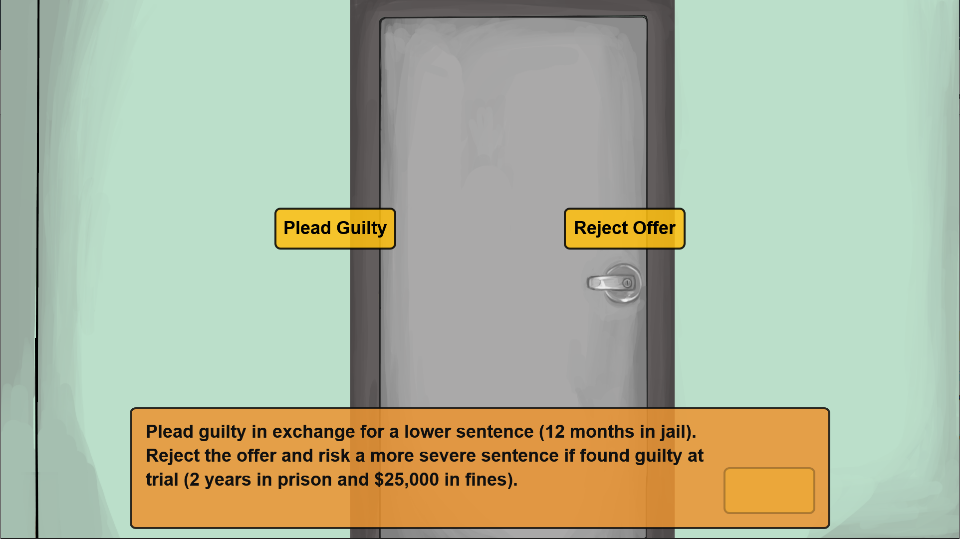 Plead Guilty
Reject Offer
Plead guilty in exchange for a lower sentence (12 months in jail).
Reject the offer and risk a more severe sentence if found guilty at
trial (2 years in prison and $25,000 in fines).